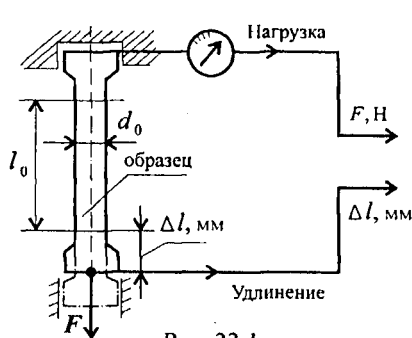 Нагрузка
F, Н
d₀
l₀
образец
Δl, мм
Δl, мм
Удлинение
F